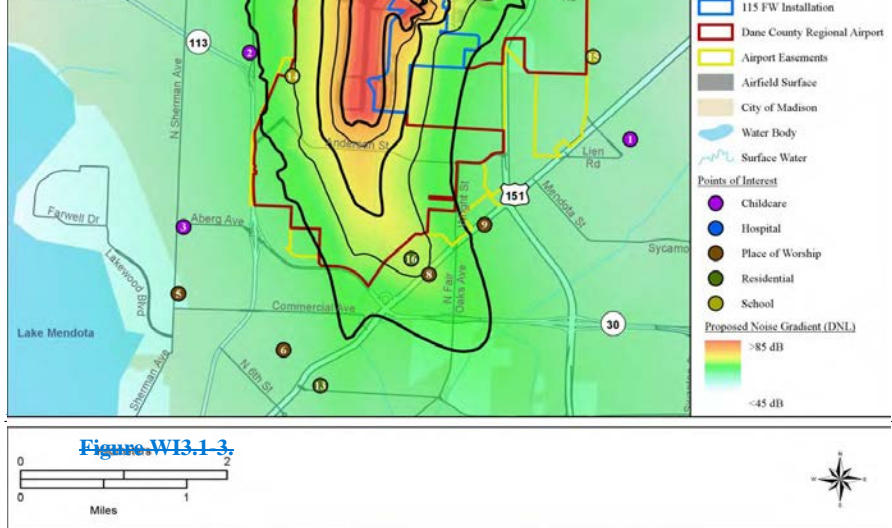 115 FW Installation
Dane County Regional Airport
Airport Easements
Airfield Surface
City of Madison
Water Body
Surface Water
Points of Interest
Childcare
Hospital
Place of Worship
Residential
School
Proposed Noise Gradient (DNL)
>85 dB
<45 dB
113
N Sherman Ave
2
15
Anderson St
1
Lien Rd
151
Mendota St
Farwell Dr
3
Aberg Ave
Wright St
9
Sycamo
Lakewood Blvd
16
8
N Fair Oaks Ave
5
Commercial Ave
30
Lake Mendota
6
N 6th St
Sherman Ave
13
Figure WI3.1-3.
0 2
0 1
Miles
N
W E
S